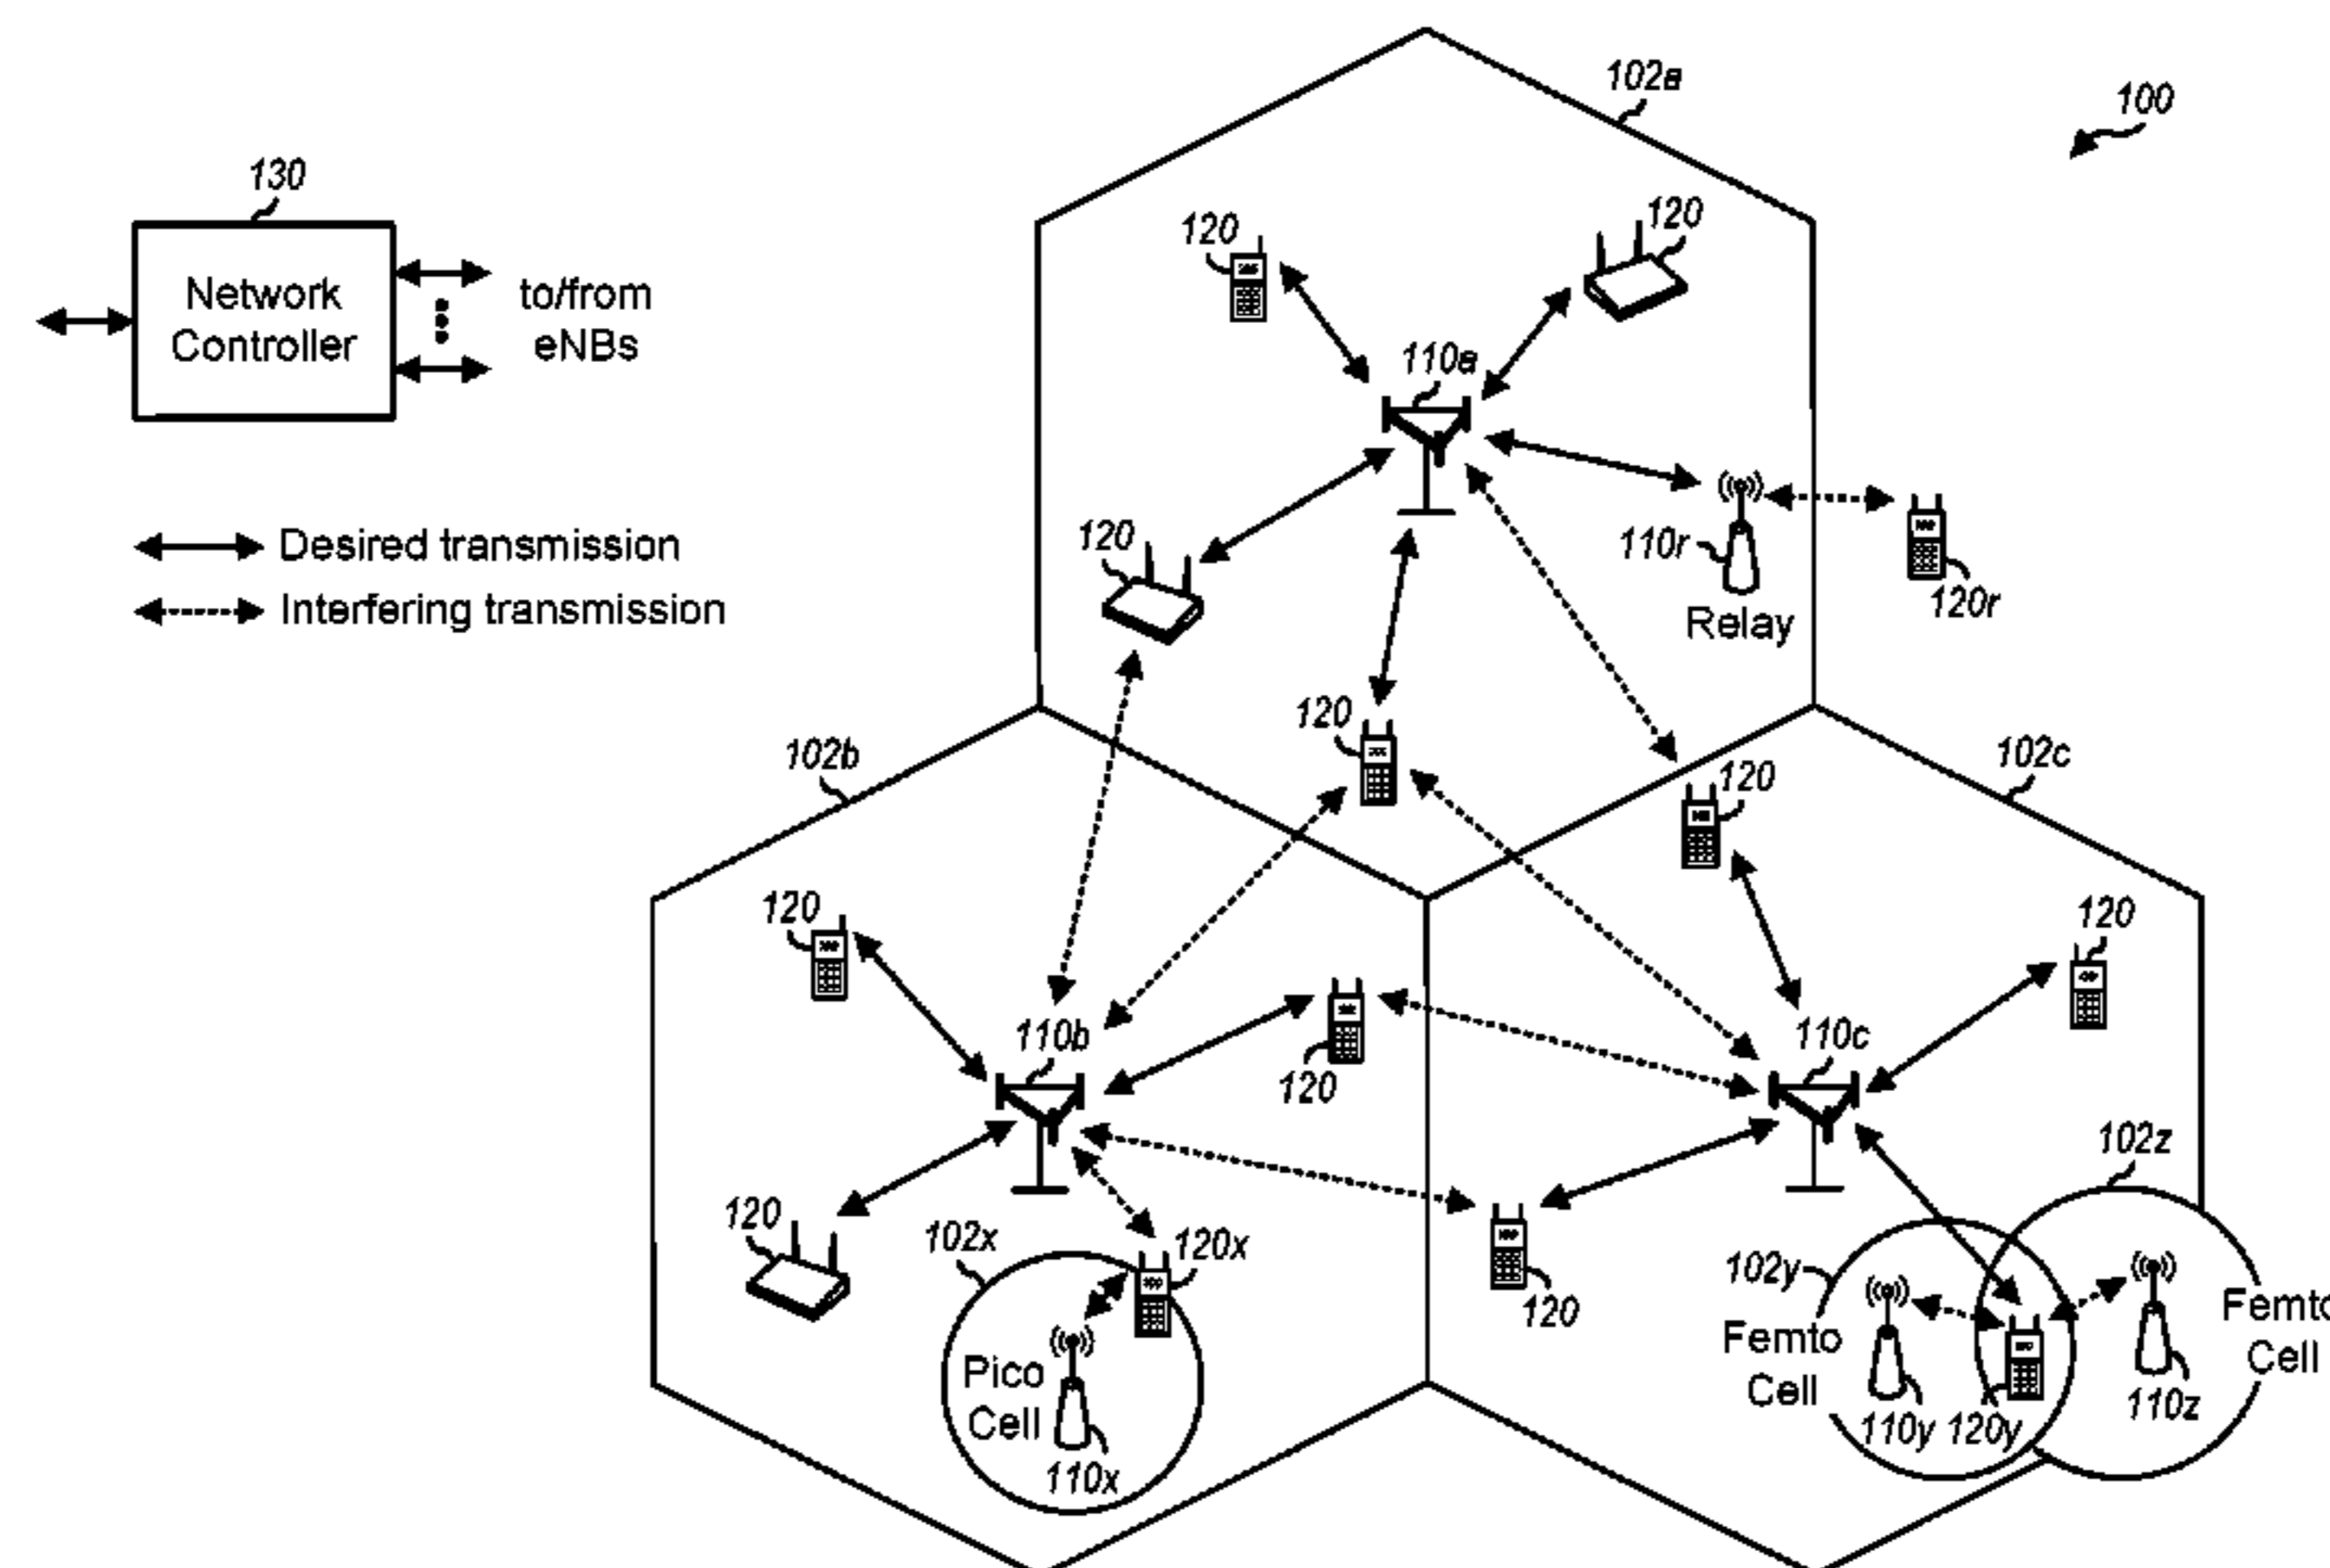 102a
100
130
120
120
Network
Controller
to/from
eNBs
110a
Desired transmission
Interfering transmission
120
110r
Relay
120r
120
102b
102c
120
120
120
110b
120
110c
102z
120
102x
120x
102y
120
Femto
Cell
Femto
Cell
Pico
Cell
110x
110y
120y
110z